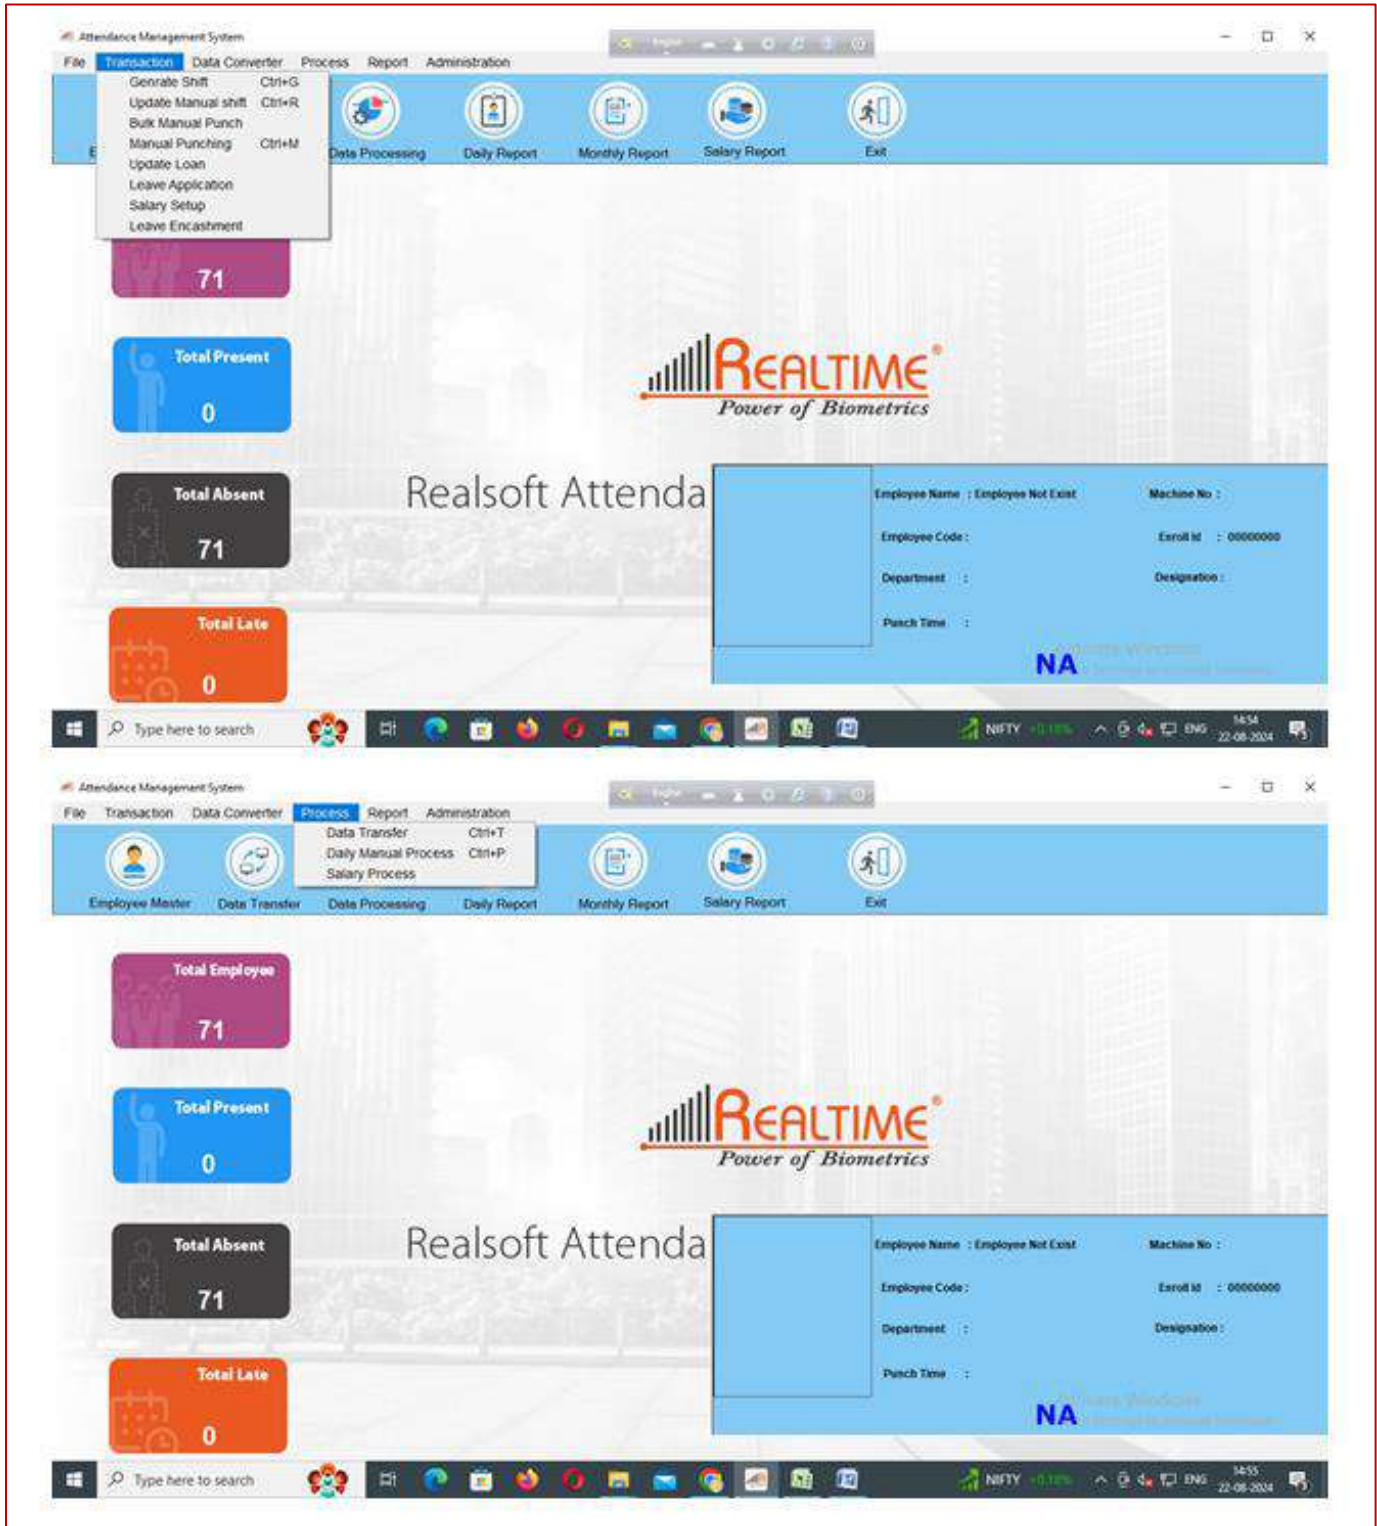 Attendance Management System
File Transaction Data Converter Process Report Administration
Genrate Shift Ctrl+G
Update Manual shift Ctrl+R
Bulk Manual Punch
Manual Punching Ctrl+M
Update Loan
Leave Application
Salary Setup
Leave Encashment
E Data Processing Daily Report Monthly Report Salary Report Exit
71
Total Present
0
Total Absent
71
Total Late
0
REALTIME®
Power of Biometrics
Realsoft Attenda
Employee Name : Employee Not Exist Machine No :
Employee Code : Enroll Id : 00000000
Department : Designation :
Punch Time :
NA
Type here to search
NIFTY +0.18% ENG 14:54
22-08-2024
Attendance Management System
File Transaction Data Converter Process Report Administration
Data Transfer Ctrl+T
Daily Manual Process Ctrl+P
Salary Process
Employee Master Data Transfer Data Processing Daily Report Monthly Report Salary Report Exit
Total Employee
71
Total Present
0
Total Absent
71
Total Late
0
REALTIME®
Power of Biometrics
Realsoft Attenda
Employee Name : Employee Not Exist Machine No :
Employee Code : Enroll Id : 00000000
Department : Designation :
Punch Time :
NA
Type here to search
NIFTY ENG 14:55
22-08-2024